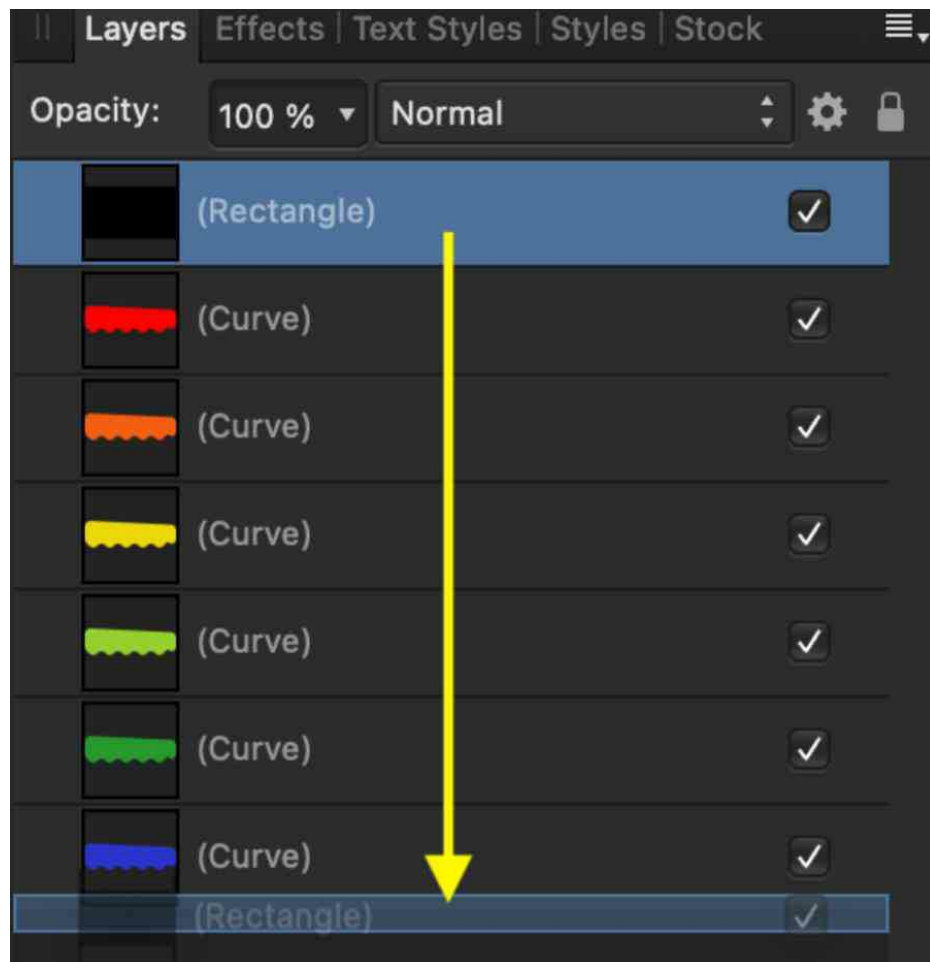 Layers Effects | Text Styles | Styles | Stock
Opacity: 100 % Normal
(Rectangle)
(Curve)
(Curve)
(Curve)
(Curve)
(Curve)
(Curve)
(Rectangle)